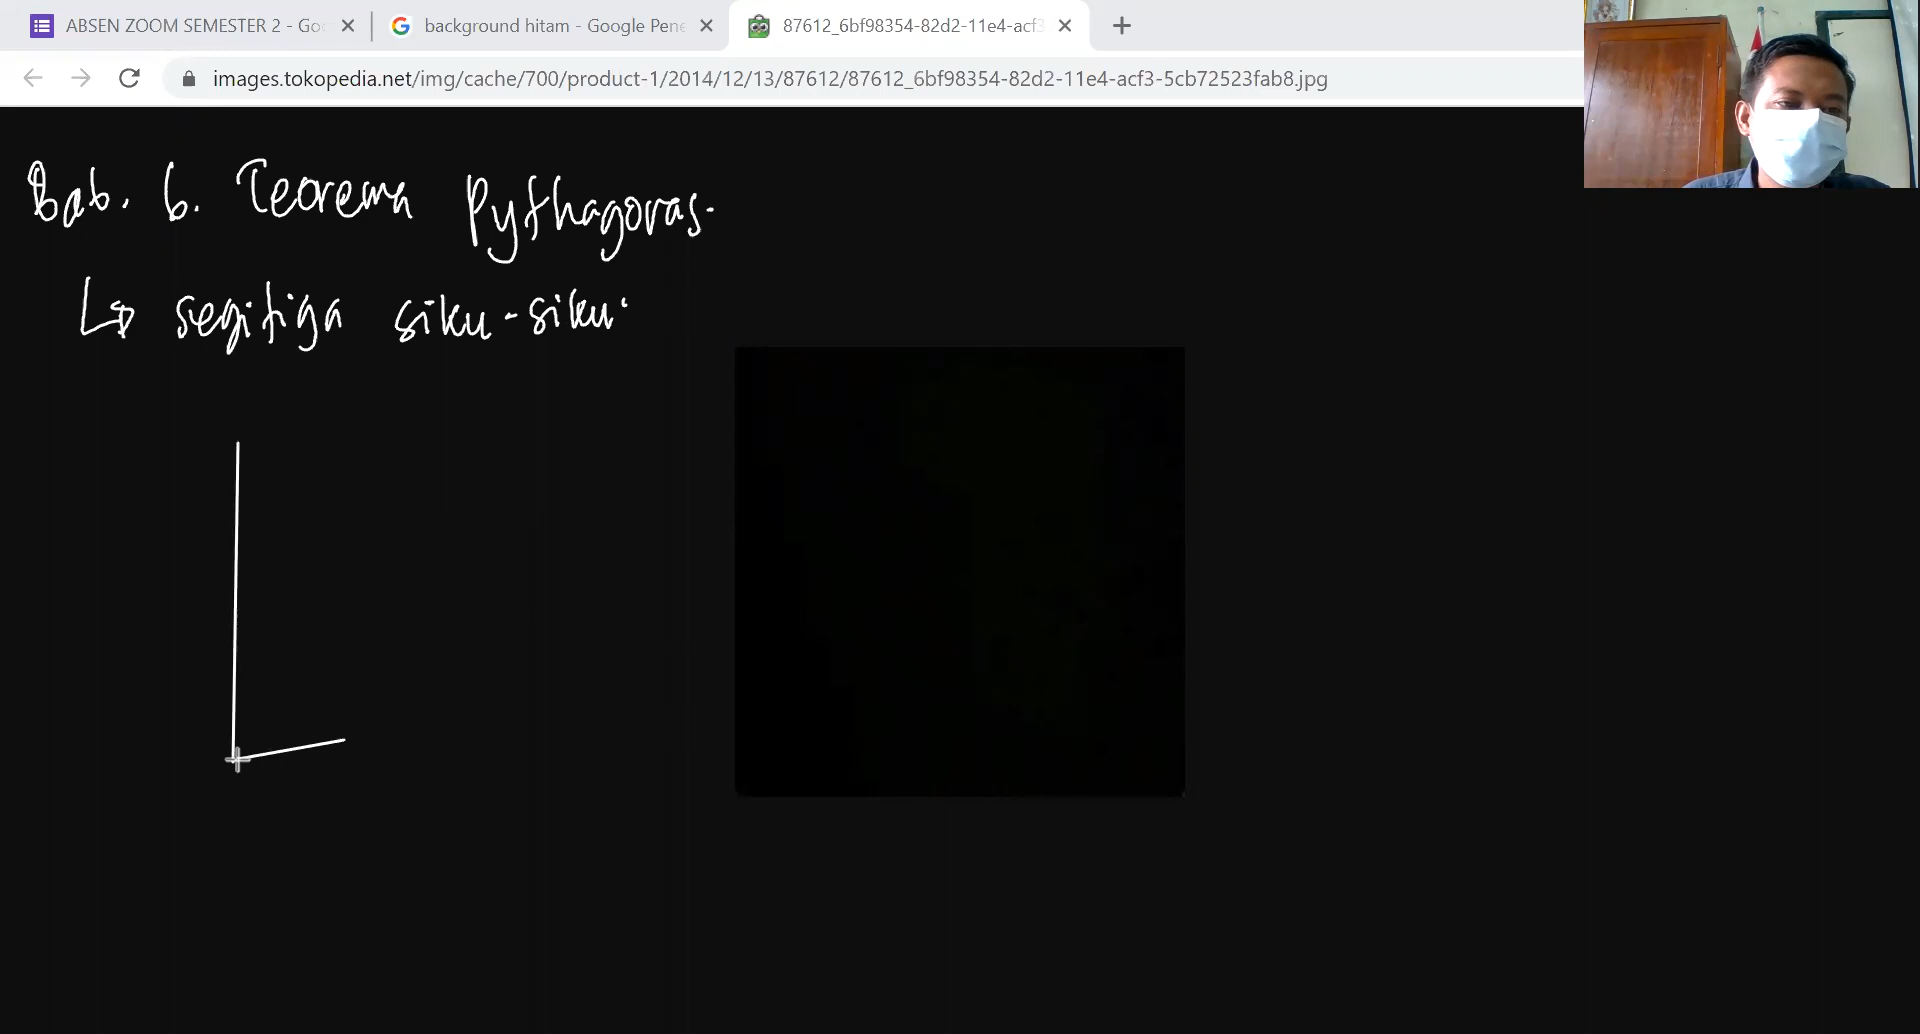 ABSEN ZOOM SEMESTER 2 - Goo
background hitam - Google Pene
87612_6bf98354-82d2-11e4-acf3
images.tokopedia.net/img/cache/700/product-1/2014/12/13/87612/87612_6bf98354-82d2-11e4-acf3-5cb72523fab8.jpg
Bab. 6. Teorema Pythagoras.
↳ segitiga siku-siku.